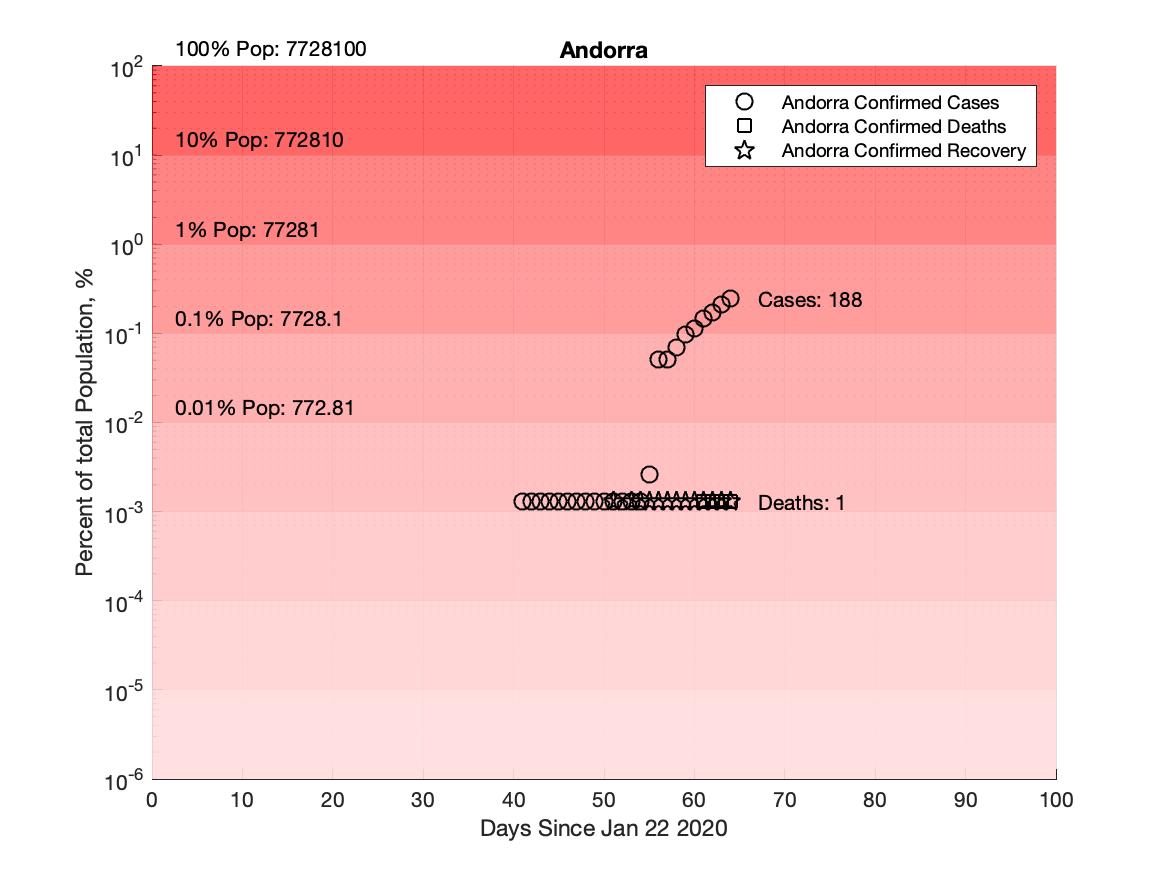 100% Pop: 7728100
Andorra
10^2
Andorra Confirmed Cases
Andorra Confirmed Deaths
Andorra Confirmed Recovery
10% Pop: 772810
10^1
1% Pop: 77281
10^0
Cases: 188
0.1% Pop: 7728.1
10^-1
0.01% Pop: 772.81
10^-2
Deaths: 1
10^-3
10^-4
10^-5
10^-6
Percent of total Population, %
0 10 20 30 40 50 60 70 80 90 100
Days Since Jan 22 2020